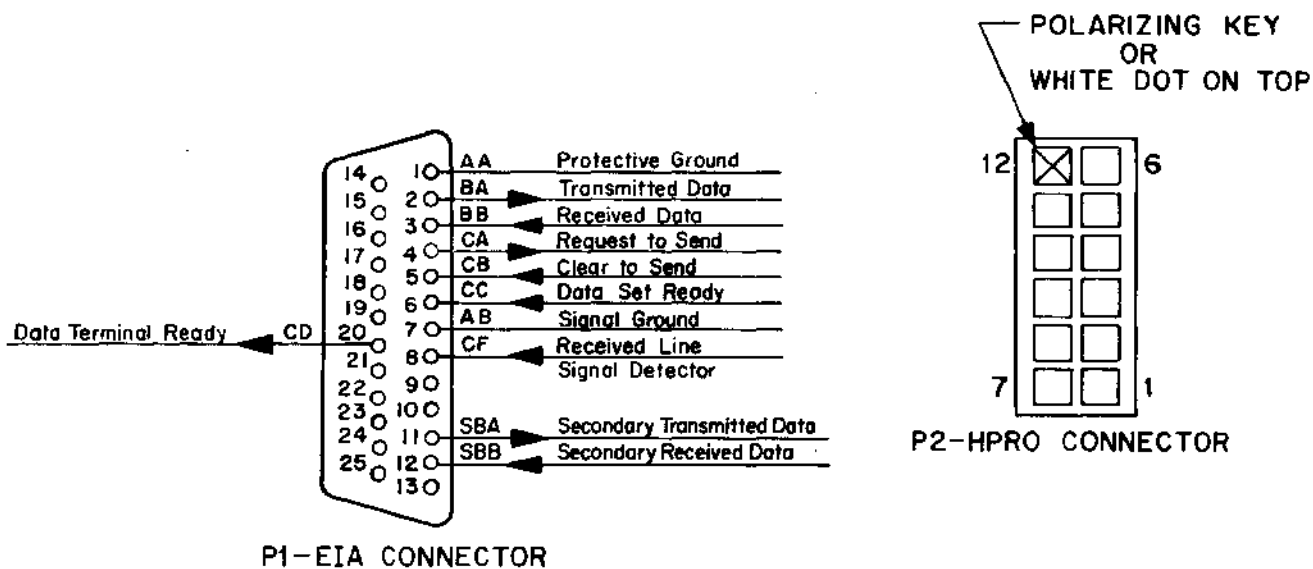 POLARIZING KEY
OR
WHITE DOT ON TOP
12 6
7 1
P2-HPRO CONNECTOR
14 1 AA Protective Ground
15 2 BA Transmitted Data
16 3 BB Received Data
17 4 CA Request to Send
18 5 CB Clear to Send
19 6 CC Data Set Ready
Data Terminal Ready CD 20 7 AB Signal Ground
21 8 CF Received Line
Signal Detector
22 9
23 10
24 11 SBA Secondary Transmitted Data
25 12 SBB Secondary Received Data
13
P1-EIA CONNECTOR